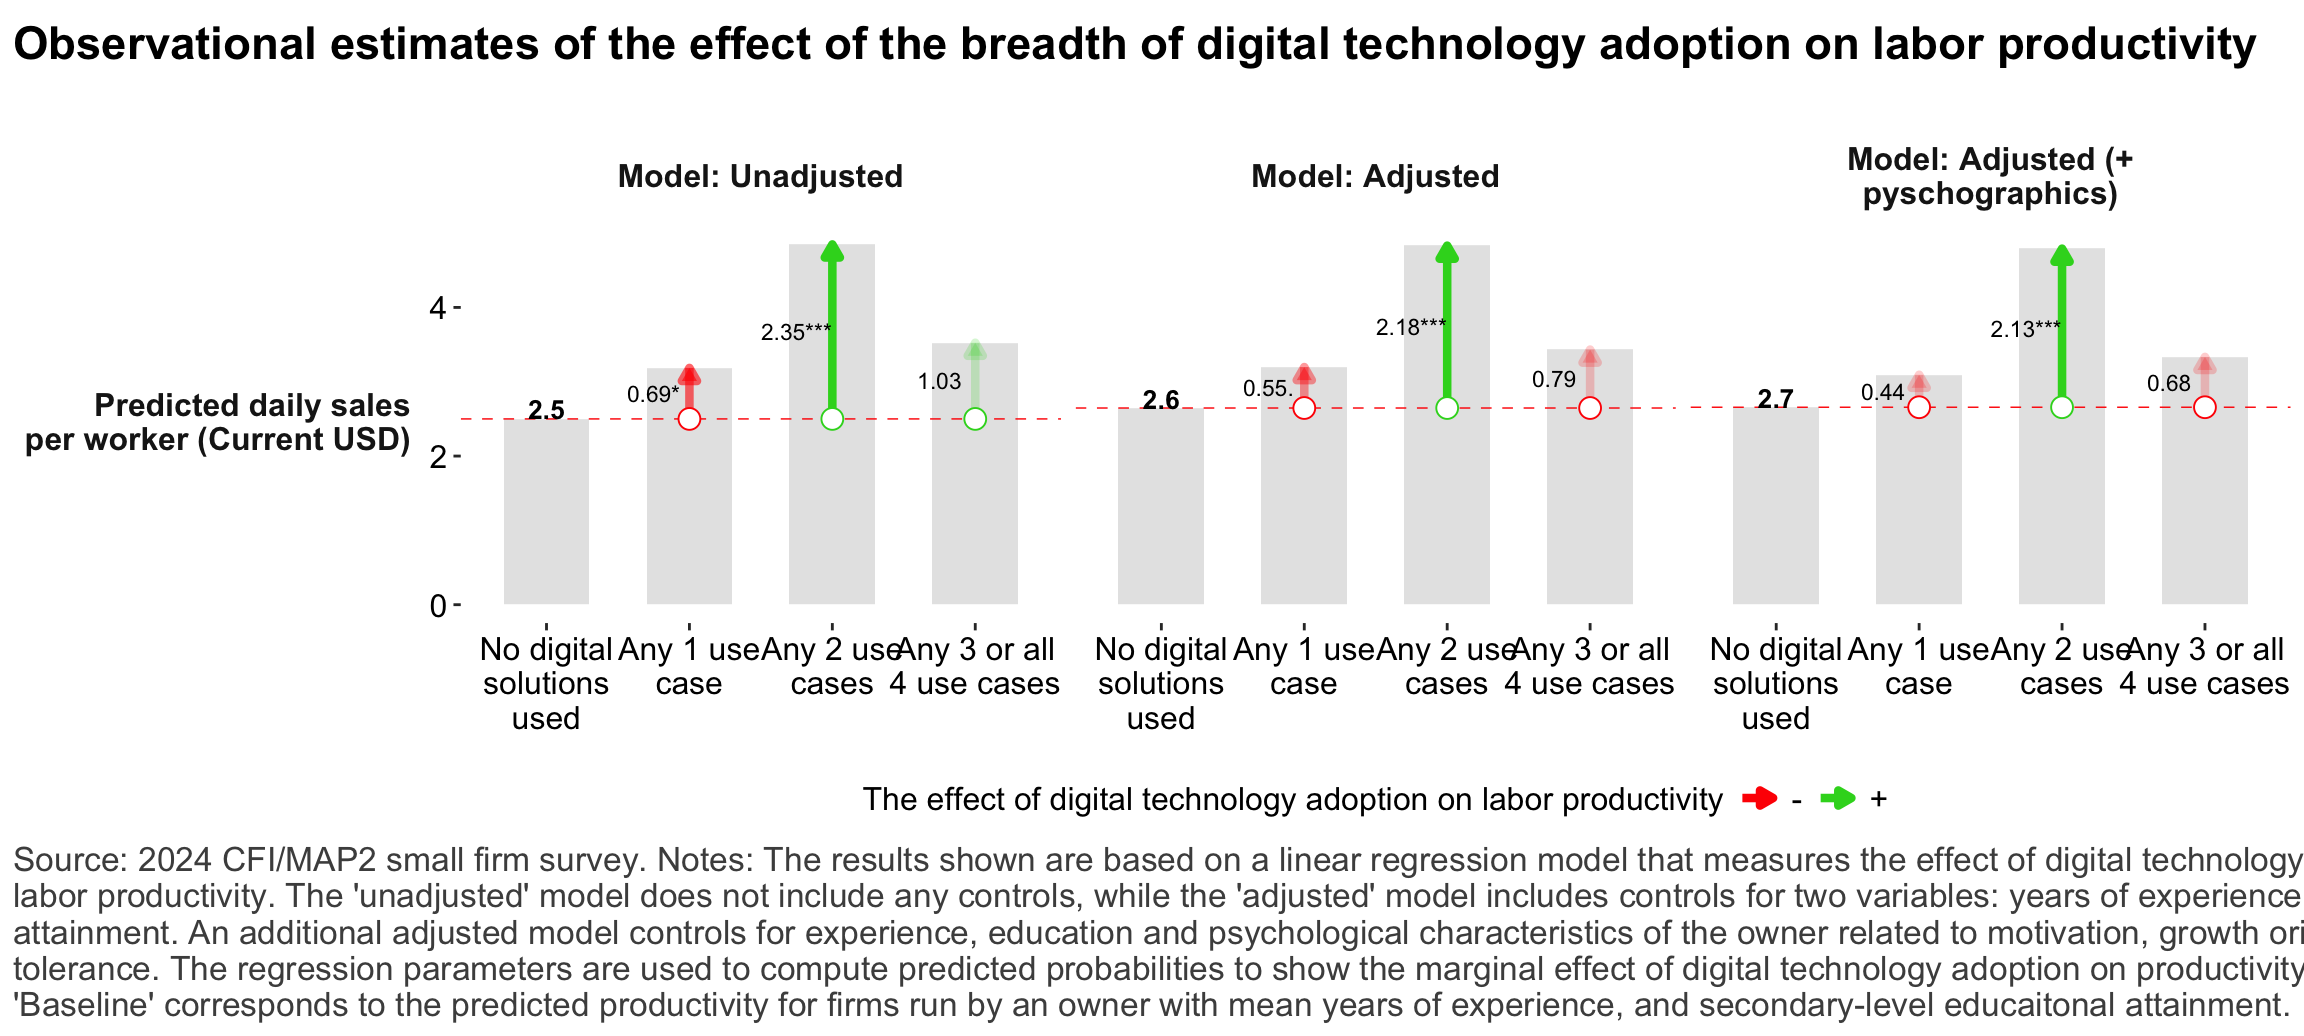 Observational estimates of the effect of the breadth of digital technology adoption on labor productivity
Model: Unadjusted
Model: Adjusted
Model: Adjusted (+
pyschographics)
Predicted daily sales
per worker (Current USD)
4
2
0
2.5
0.69*
2.35***
1.03
2.6
0.55.
2.18***
0.79
2.7
0.44
2.13***
0.68
No digital
solutions
used
Any 1 use
case
Any 2 use
cases
Any 3 or all
4 use cases
No digital
solutions
used
Any 1 use
case
Any 2 use
cases
Any 3 or all
4 use cases
No digital
solutions
used
Any 1 use
case
Any 2 use
cases
Any 3 or all
4 use cases
The effect of digital technology adoption on labor productivity - +
Source: 2024 CFI/MAP2 small firm survey. Notes: The results shown are based on a linear regression model that measures the effect of digital technology
labor productivity. The 'unadjusted' model does not include any controls, while the 'adjusted' model includes controls for two variables: years of experience
attainment. An additional adjusted model controls for experience, education and psychological characteristics of the owner related to motivation, growth ori
tolerance. The regression parameters are used to compute predicted probabilities to show the marginal effect of digital technology adoption on productivity
'Baseline' corresponds to the predicted productivity for firms run by an owner with mean years of experience, and secondary-level educaitonal attainment.